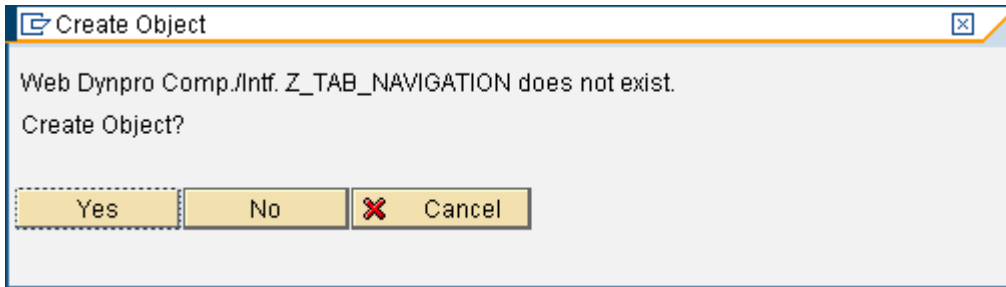 Create Object
Web Dynpro Comp./Intf. Z_TAB_NAVIGATION does not exist.
Create Object?
Yes No Cancel